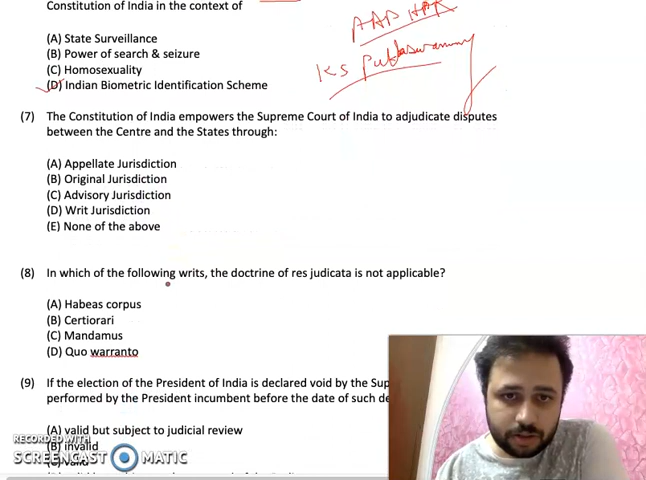 Constitution of India in the context of
AADHAR
(A) State Surveillance
(B) Power of search & seizure
KS Puttaswammy
(C) Homosexuality
(D) Indian Biometric Identification Scheme
(7) The Constitution of India empowers the Supreme Court of India to adjudicate disputes
between the Centre and the States through:
(A) Appellate Jurisdiction
(B) Original Jurisdiction
(C) Advisory Jurisdiction
(D) Writ Jurisdiction
(E) None of the above
(8) In which of the following writs, the doctrine of res judicata is not applicable?
(A) Habeas corpus
(B) Certiorari
(C) Mandamus
(D) Quo warranto
(9) If the election of the President of India is declared void by the Sup
performed by the President incumbent before the date of such de
(A) valid but subject to judicial review
RECORDED WITH
(B) invalid
SCREENCAST MATIC